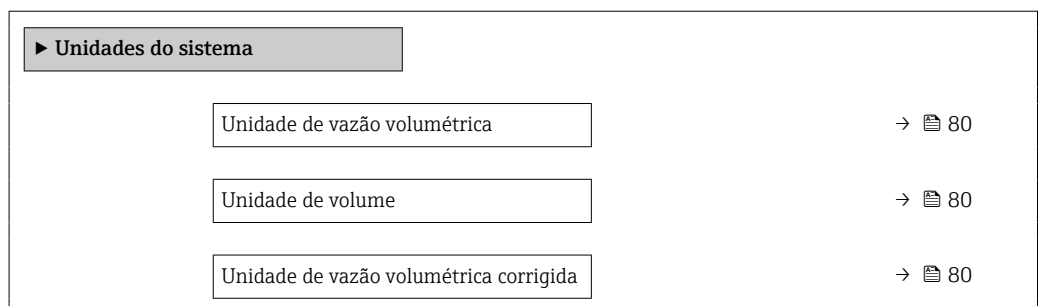 ▶ Unidades do sistema
Unidade de vazão volumétrica → 80
Unidade de volume → 80
Unidade de vazão volumétrica corrigida → 80